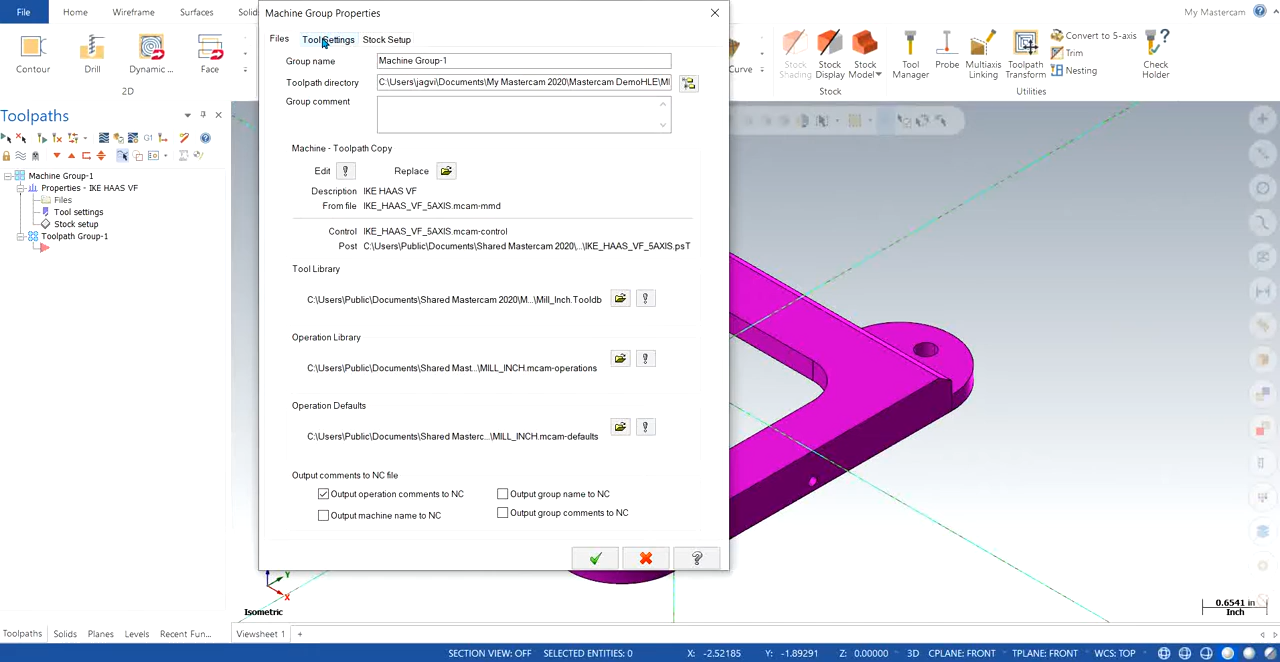 File Home Wireframe Surfaces Solid
My Mastercam
Contour Drill Dynamic ... Face
2D
Curve
Stock Shading Stock Display Stock Model
Stock
Tool Manager Probe Multiaxis Linking Toolpath Transform
Convert to 5-axis
Trim
Nesting
Check Holder
Utilities
Toolpaths
G1
Machine Group-1
Properties - IKE HAAS VF
Files
Tool settings
Stock setup
Toolpath Group-1
Machine Group Properties
Files Tool Settings Stock Setup
Group name Machine Group-1
Toolpath directory C:\Users\jagvi\Documents\My Mastercam 2020\Mastercam DemoHLE\MI
Group comment
Machine - Toolpath Copy
Edit Replace
Description IKE HAAS VF
From file IKE_HAAS_VF_5AXIS.mcam-mmd
Control IKE_HAAS_VF_5AXIS.mcam-control
Post C:\Users\Public\Documents\Shared Mastercam 2020\...\IKE_HAAS_VF_5AXIS.psT
Tool Library
C:\Users\Public\Documents\Shared Mastercam 2020\M...\Mill_Inch.Tooldb
Operation Library
C:\Users\Public\Documents\Shared Mast...\MILL_INCH.mcam-operations
Operation Defaults
C:\Users\Public\Documents\Shared Masterc...\MILL_INCH.mcam-defaults
Output comments to NC file
Output operation comments to NC Output group name to NC
Output machine name to NC Output group comments to NC
Y
X
Isometric
0.6541 in
Inch
Toolpaths Solids Planes Levels Recent Fun...
Viewsheet 1 +
SECTION VIEW: OFF SELECTED ENTITIES: 0 X: -2.52185 Y: -1.89291 Z: 0.00000 3D CPLANE: FRONT TPLANE: FRONT WCS: TOP